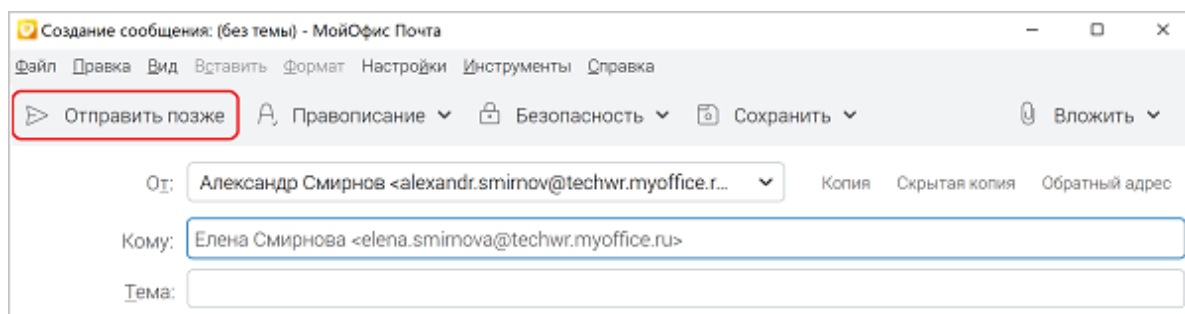 Создание сообщения: (без темы) - МойОфис Почта
Файл Правка Вид Вставить Формат Настройки Инструменты Справка
Отправить позже Правописание Безопасность Сохранить Вложить
От: Александр Смирнов <alexandr.smirnov@techwr.myoffice.r... Копия Скрытая копия Обратный адрес
Кому: Елена Смирнова <elena.smirnova@techwr.myoffice.ru>
Тема: